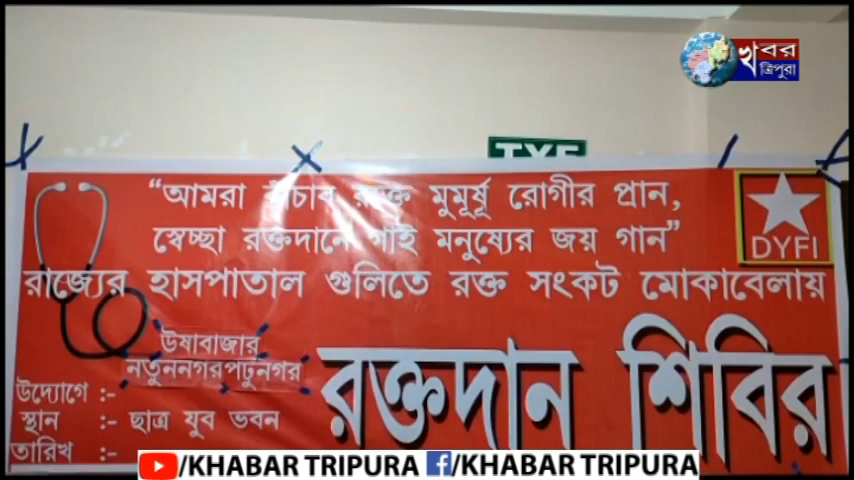 খবর
ত্রিপুরা
TYF
"আমরা বাঁচাব রক্তে মুমূর্ষূ রোগীর প্রান,
স্বেচ্ছা রক্তদানে গাই মনুষ্যের জয় গান"
DYFI
রাজ্যের হাসপাতাল গুলিতে রক্ত সংকট মোকাবেলায়
রক্তদান শিবির
উষাবাজার
নতুননগর পটুনগর
উদ্যোগে :-
স্থান :- ছাত্র যুব ভবন
তারিখ :-
/KHABAR TRIPURA f/KHABAR TRIPURA